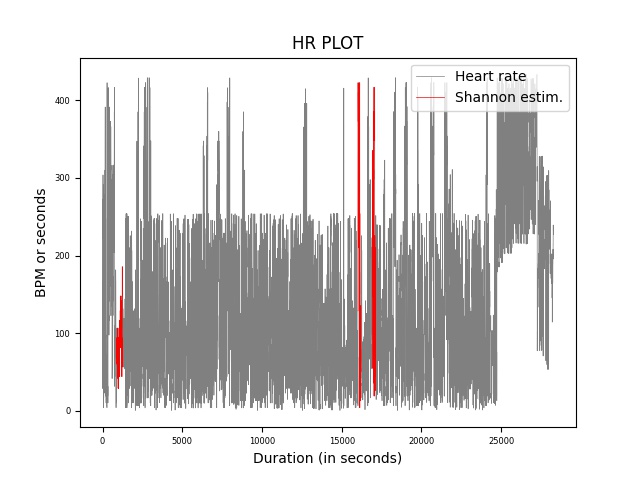 HR PLOT
Heart rate
Shannon estim.
BPM or seconds
400
300
200
100
0
0 5000 10000 15000 20000 25000
Duration (in seconds)